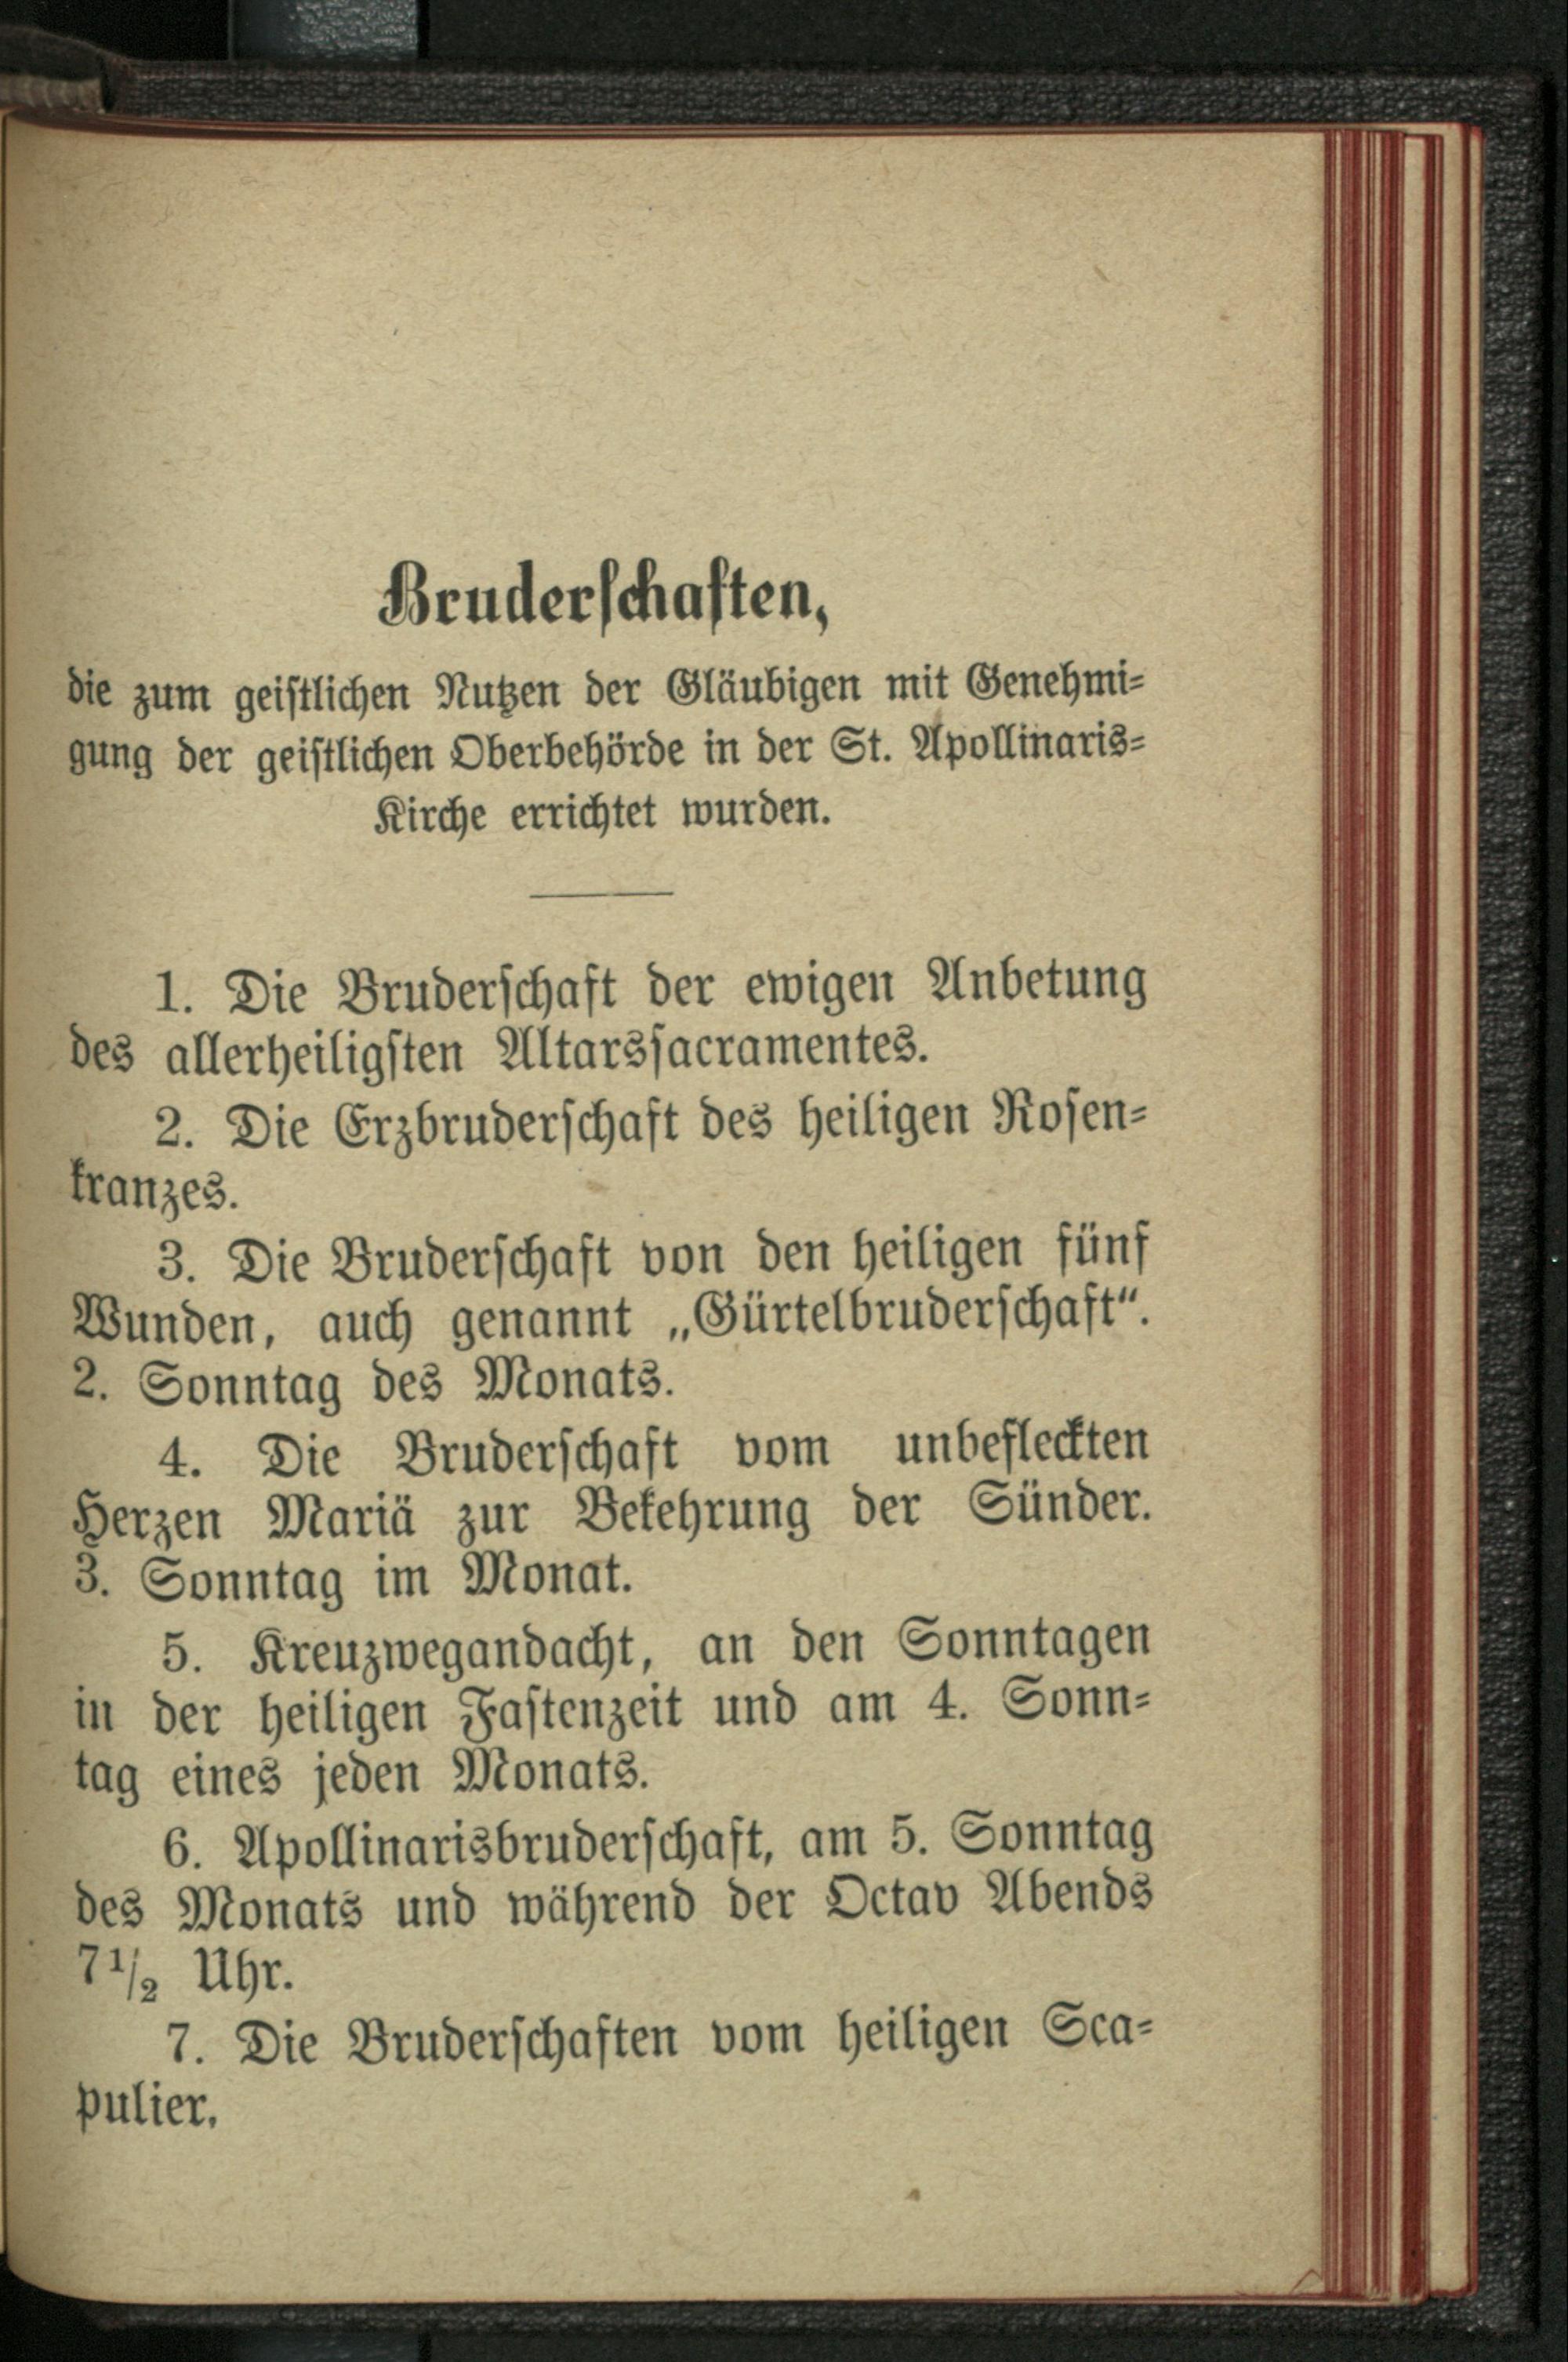 Bruderschaften,
die zum geistlichen Nutzen der Gläubigen mit Genehmi-
gung der geistlichen Oberbehörde in der St. Apollinaris-
Kirche errichtet wurden.
1. Die Bruderschaft der ewigen Anbetung
des allerheiligsten Altarssacramentes.
2. Die Erzbruderschaft des heiligen Rosen-
kranzes.
3. Die Bruderschaft von den heiligen fünf
Wunden, auch genannt „Gürtelbruderschaft“.
2. Sonntag des Monats.
4. Die Bruderschaft vom unbefleckten
Herzen Mariä zur Bekehrung der Sünder.
3. Sonntag im Monat.
5. Kreuzwegandacht, an den Sonntagen
in der heiligen Fastenzeit und am 4. Sonn-
tag eines jeden Monats.
6. Apollinarisbruderschaft, am 5. Sonntag
des Monats und während der Octav Abends
7 1/2 Uhr.
7. Die Bruderschaften vom heiligen Sca-
pulier.